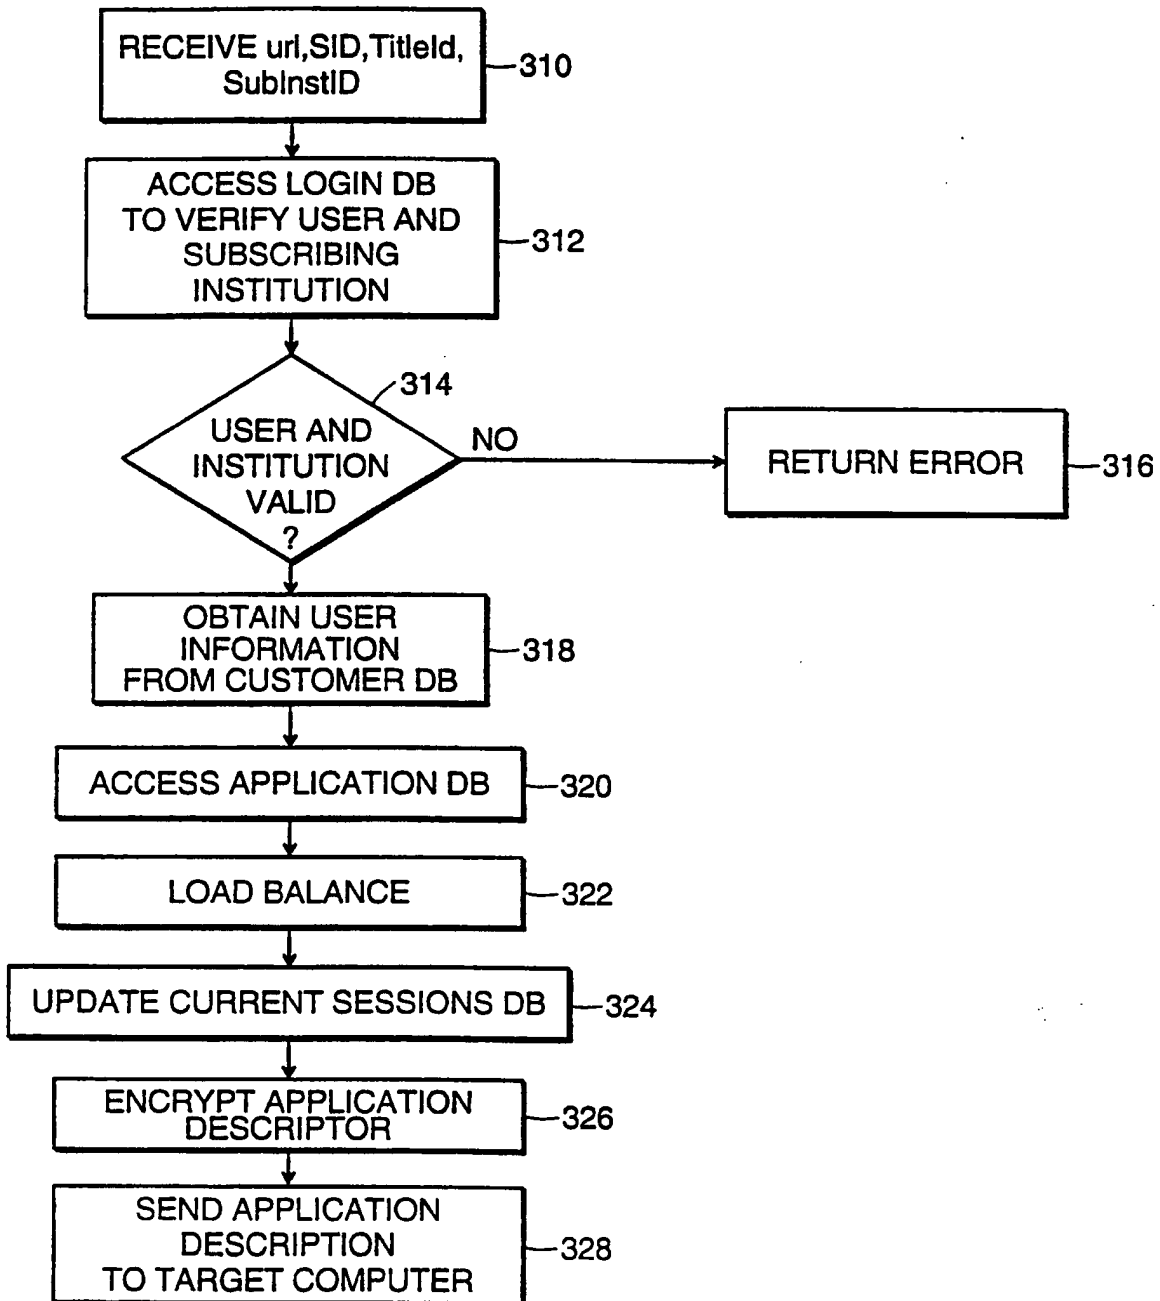 RECEIVE url,SID,TitleId,
SubInstID
310
ACCESS LOGIN DB
TO VERIFY USER AND
SUBSCRIBING
INSTITUTION
312
314
USER AND
INSTITUTION
VALID
?
NO
RETURN ERROR
316
OBTAIN USER
INFORMATION
FROM CUSTOMER DB
318
ACCESS APPLICATION DB
320
LOAD BALANCE
322
UPDATE CURRENT SESSIONS DB
324
ENCRYPT APPLICATION
DESCRIPTOR
326
SEND APPLICATION
DESCRIPTION
TO TARGET COMPUTER
328